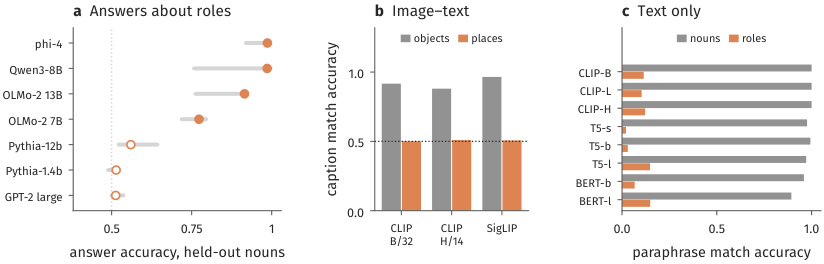 a Answers about roles
phi-4
Qwen3-8B
OLMo-2 13B
OLMo-2 7B
Pythia-12b
Pythia-1.4b
GPT-2 large
0.5 0.75 1
answer accuracy, held-out nouns
b Image–text
objects places
caption match accuracy
1.0
0.5
0.0
CLIP B/32
CLIP H/14
SigLIP
c Text only
nouns roles
CLIP-B
CLIP-L
CLIP-H
T5-s
T5-b
T5-l
BERT-b
BERT-l
0.0 0.5 1.0
paraphrase match accuracy